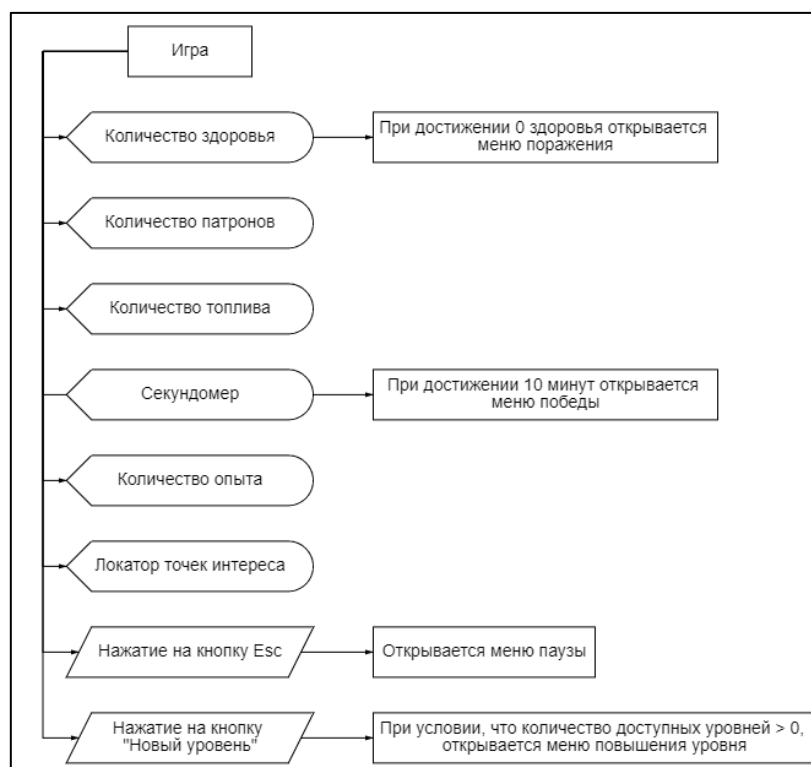 Игра
Количество здоровья
При достижении 0 здоровья открывается
меню поражения
Количество патронов
Количество топлива
Секундомер
При достижении 10 минут открывается
меню победы
Количество опыта
Локатор точек интереса
Нажатие на кнопку Esc
Открывается меню паузы
Нажатие на кнопку
"Новый уровень"
При условии, что количество доступных уровней > 0,
открывается меню повышения уровня